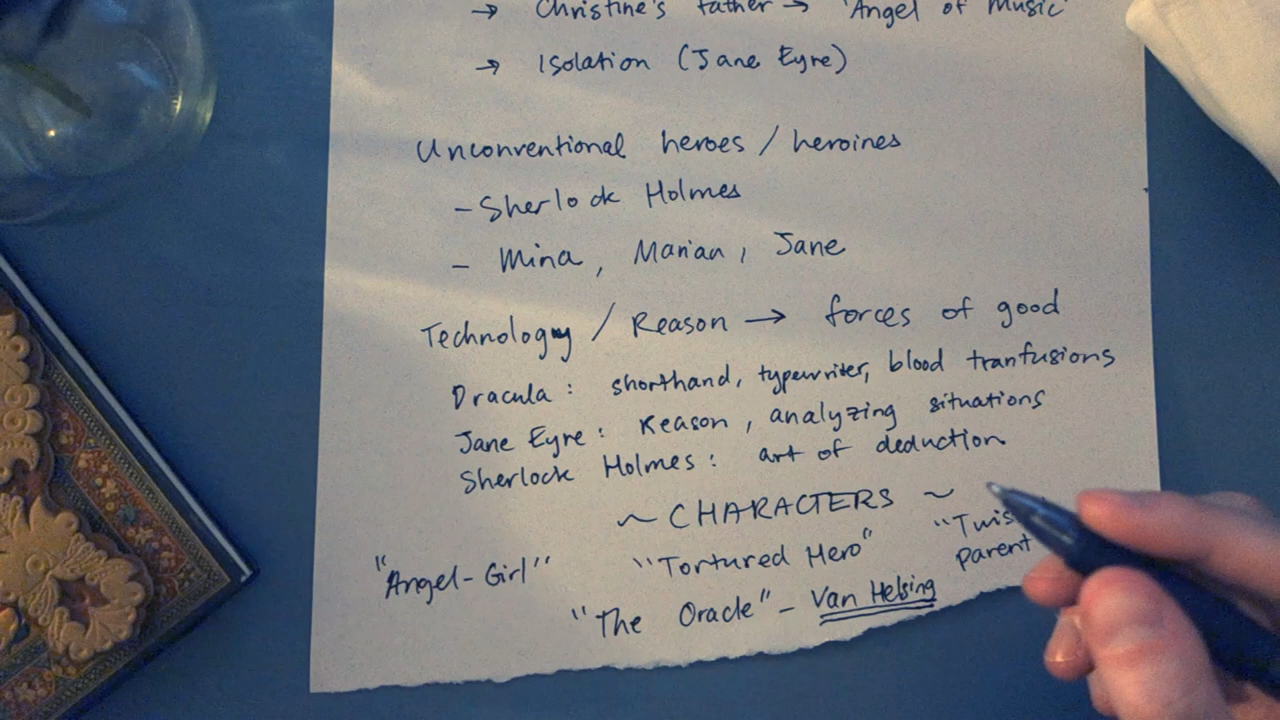 → Christine's father → 'Angel of Music'
→ Isolation (Jane Eyre)
Unconventional heroes / heroines
- Sherlock Holmes
- Mina, Marian, Jane
Technology / Reason → forces of good
Dracula: shorthand, typewriter, blood tranfusions
Jane Eyre: Reason, analyzing situations
Sherlock Holmes: art of deduction
~ CHARACTERS ~
"Angel-Girl" "Tortured Hero" Parent
"The Oracle" - Van Helsing